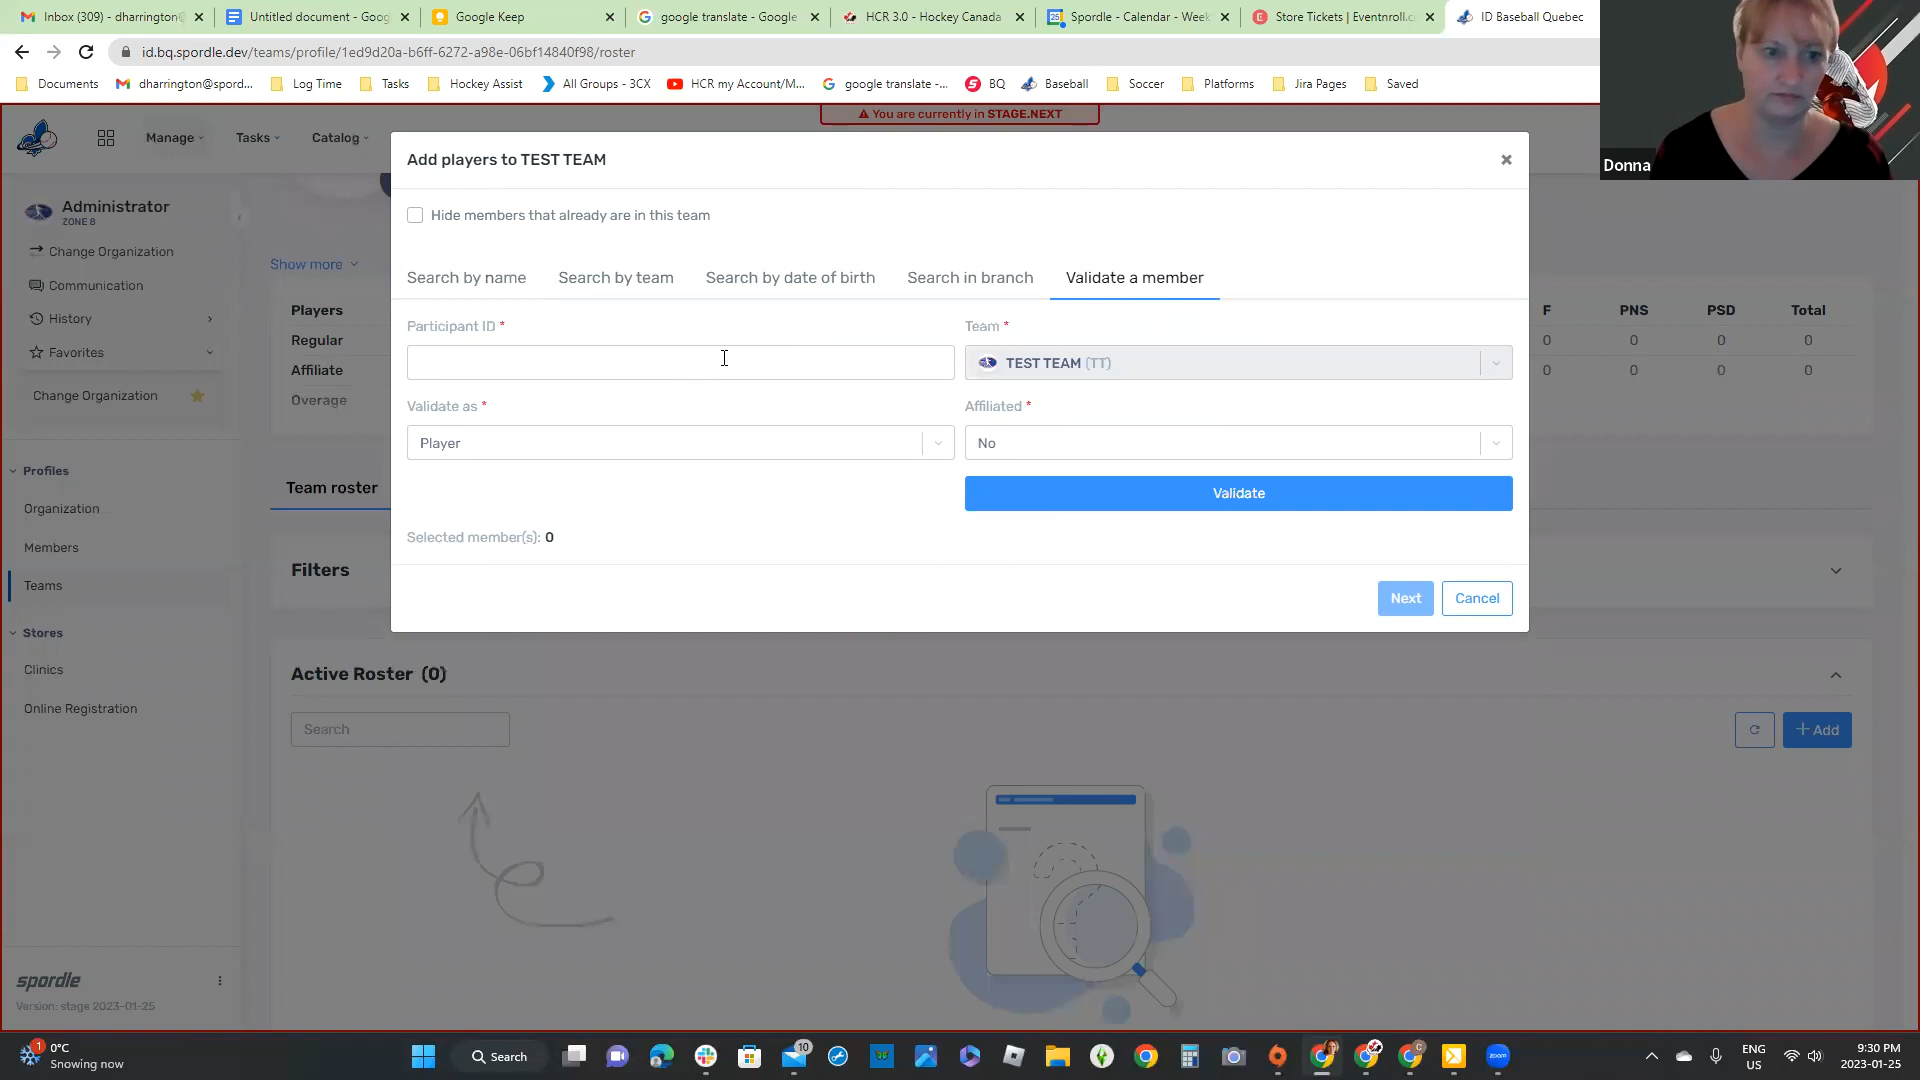 Inbox (309) - dharrington@
Untitled document - Goog
Google Keep
google translate - Google
HCR 3.0 - Hockey Canada
Spordle - Calendar - Week
Store Tickets | Eventnroll.c
ID Baseball Quebec
id.bq.spordle.dev/teams/profile/1ed9d20a-b6ff-6272-a98e-06bf14840f98/roster
Documents
dharrington@spord...
Log Time
Tasks
Hockey Assist
All Groups - 3CX
HCR my Account/M...
google translate -...
BQ
Baseball
Soccer
Platforms
Jira Pages
Saved
Donna
You are currently in STAGE.NEXT
Manage
Tasks
Catalog
Administrator
ZONE 8
Change Organization
Communication
History
Favorites
Change Organization
Profiles
Organization
Members
Teams
Stores
Clinics
Online Registration
spordle
Version: stage 2023-01-25
Show more
Players
Regular
Affiliate
Overage
F PNS PSD Total
0 0 0 0
0 0 0 0
Team roster
Filters
Active Roster (0)
Search
+ Add
Add players to TEST TEAM
Hide members that already are in this team
Search by name
Search by team
Search by date of birth
Search in branch
Validate a member
Participant ID *
Team *
TEST TEAM (TT)
Validate as *
Affiliated *
Player
No
Validate
Selected member(s): 0
Next
Cancel
1
0°C
Snowing now
Search
10
zoom
ENG
US
9:30 PM
2023-01-25